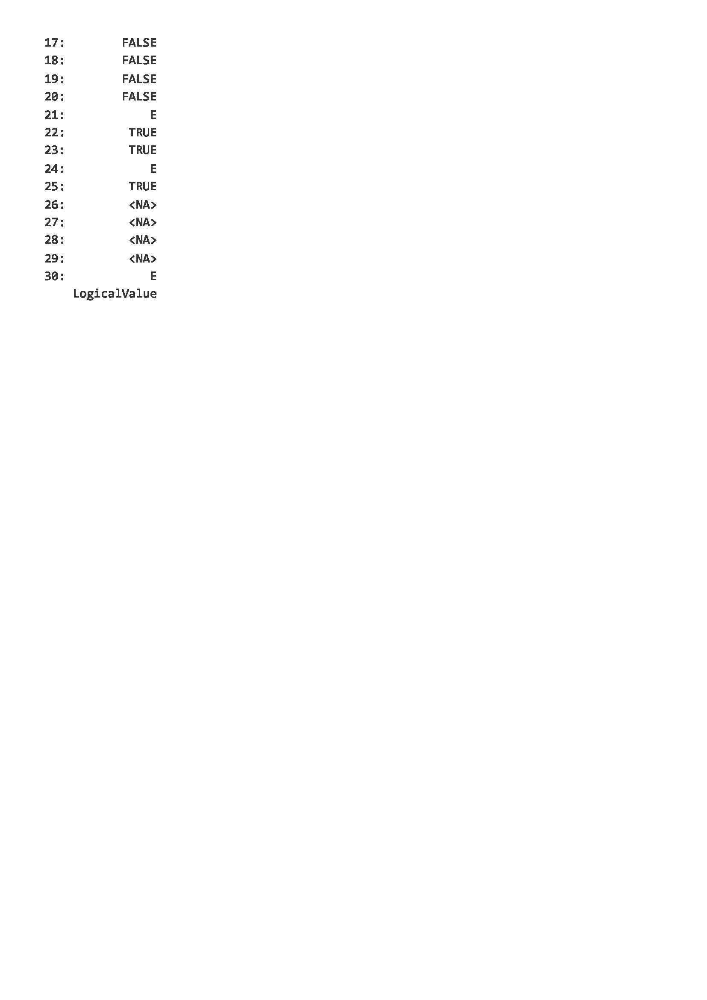 17:        FALSE
18:        FALSE
19:        FALSE
20:        FALSE
21:            E
22:         TRUE
23:         TRUE
24:            E
25:         TRUE
26:         <NA>
27:         <NA>
28:         <NA>
29:         <NA>
30:            E
    LogicalValue